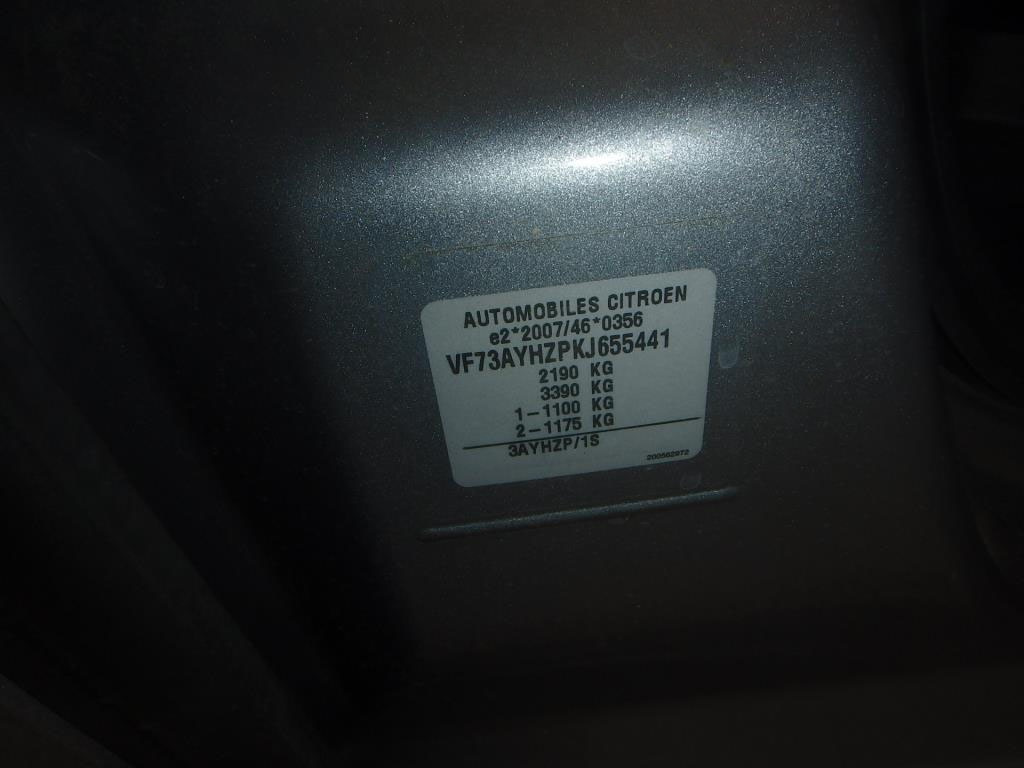 AUTOMOBILES CITROEN
e2*2007/46*0356
VF73AYHZPKJ655441
2190 KG
3390 KG
1-1100 KG
2-1175 KG
3AYHZP/1S
200562972